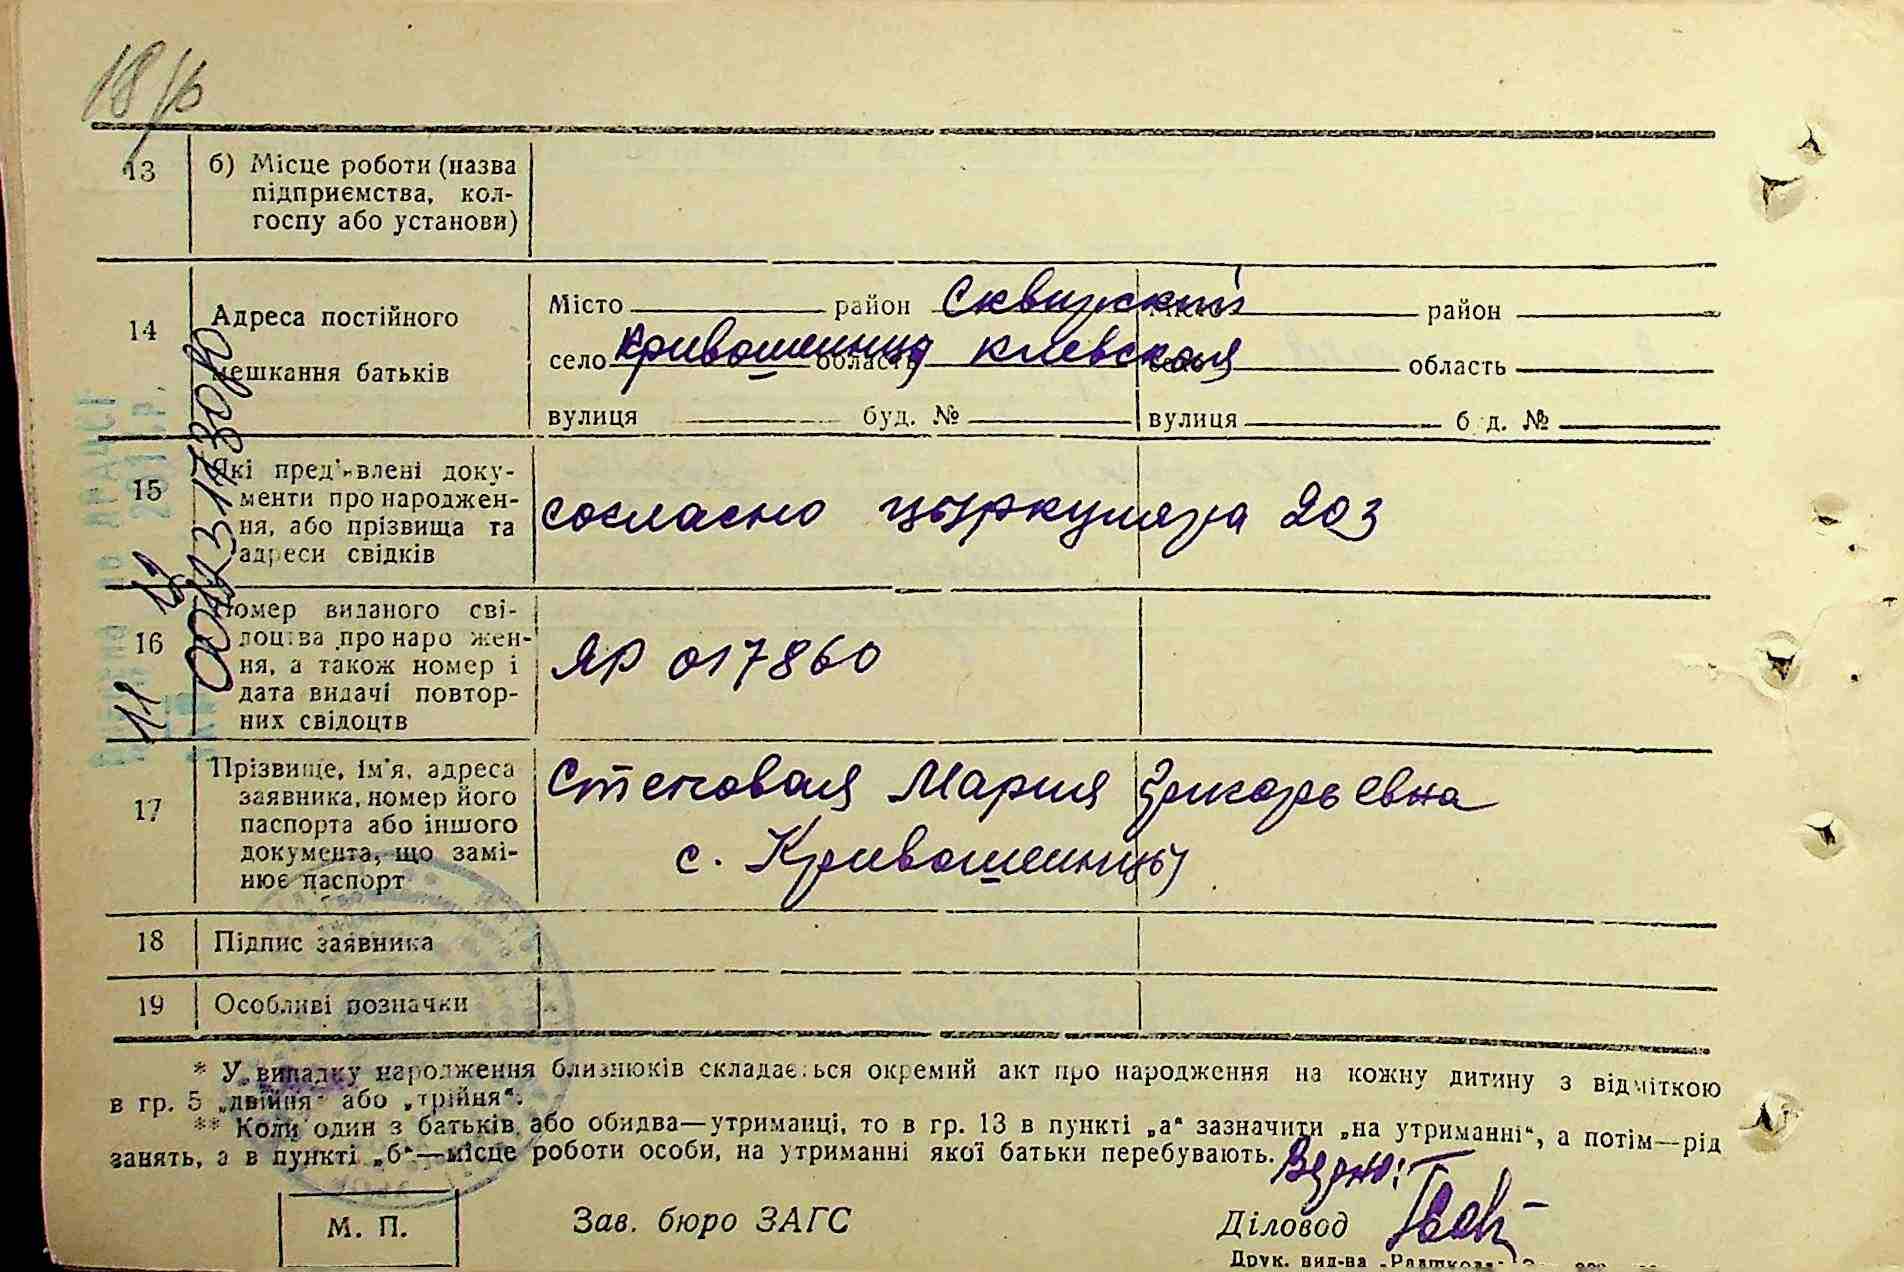 13
б) Місце роботи (назва
підприємства, кол-
госпу або установи)
14
Адреса постійного
мешкання батьків
Місто район Сквирский район
село Кривошеинцы область киевская область
вулиця буд. № вулиця б д. №
15
Які пред'явлені доку-
менти про народжен-
ня, або прізвища та
адреси свідків
согласно цыркуляра 203
16
Номер виданого сві-
доцтва про народжен-
ня, а також номер і
дата видачі повтор-
них свідоцтв
ЯР 017860
17
Прізвище, ім'я, адреса
заявника, номер його
паспорта або іншого
документа, що замі-
нює паспорт
Степовая Мария Григорьевна
с. Кривошеинцы
18
Підпис заявника
19
Особливі позначки
* У випадку народження близнюків складається окремий акт про народження на кожну дитину з відміткою
в гр. 5 „двійня“ або „трійня“.
** Коли один з батьків або обидва—утриманці, то в гр. 13 в пункті „а“ зазначити „на утриманні“, а потім—рід
занять, а в пункті „б“—місце роботи особи, на утриманні якої батьки перебувають.
Верно:
М. П.
Зав. бюро ЗАГС
Діловод
Друк. вид-ва „Радшкола“